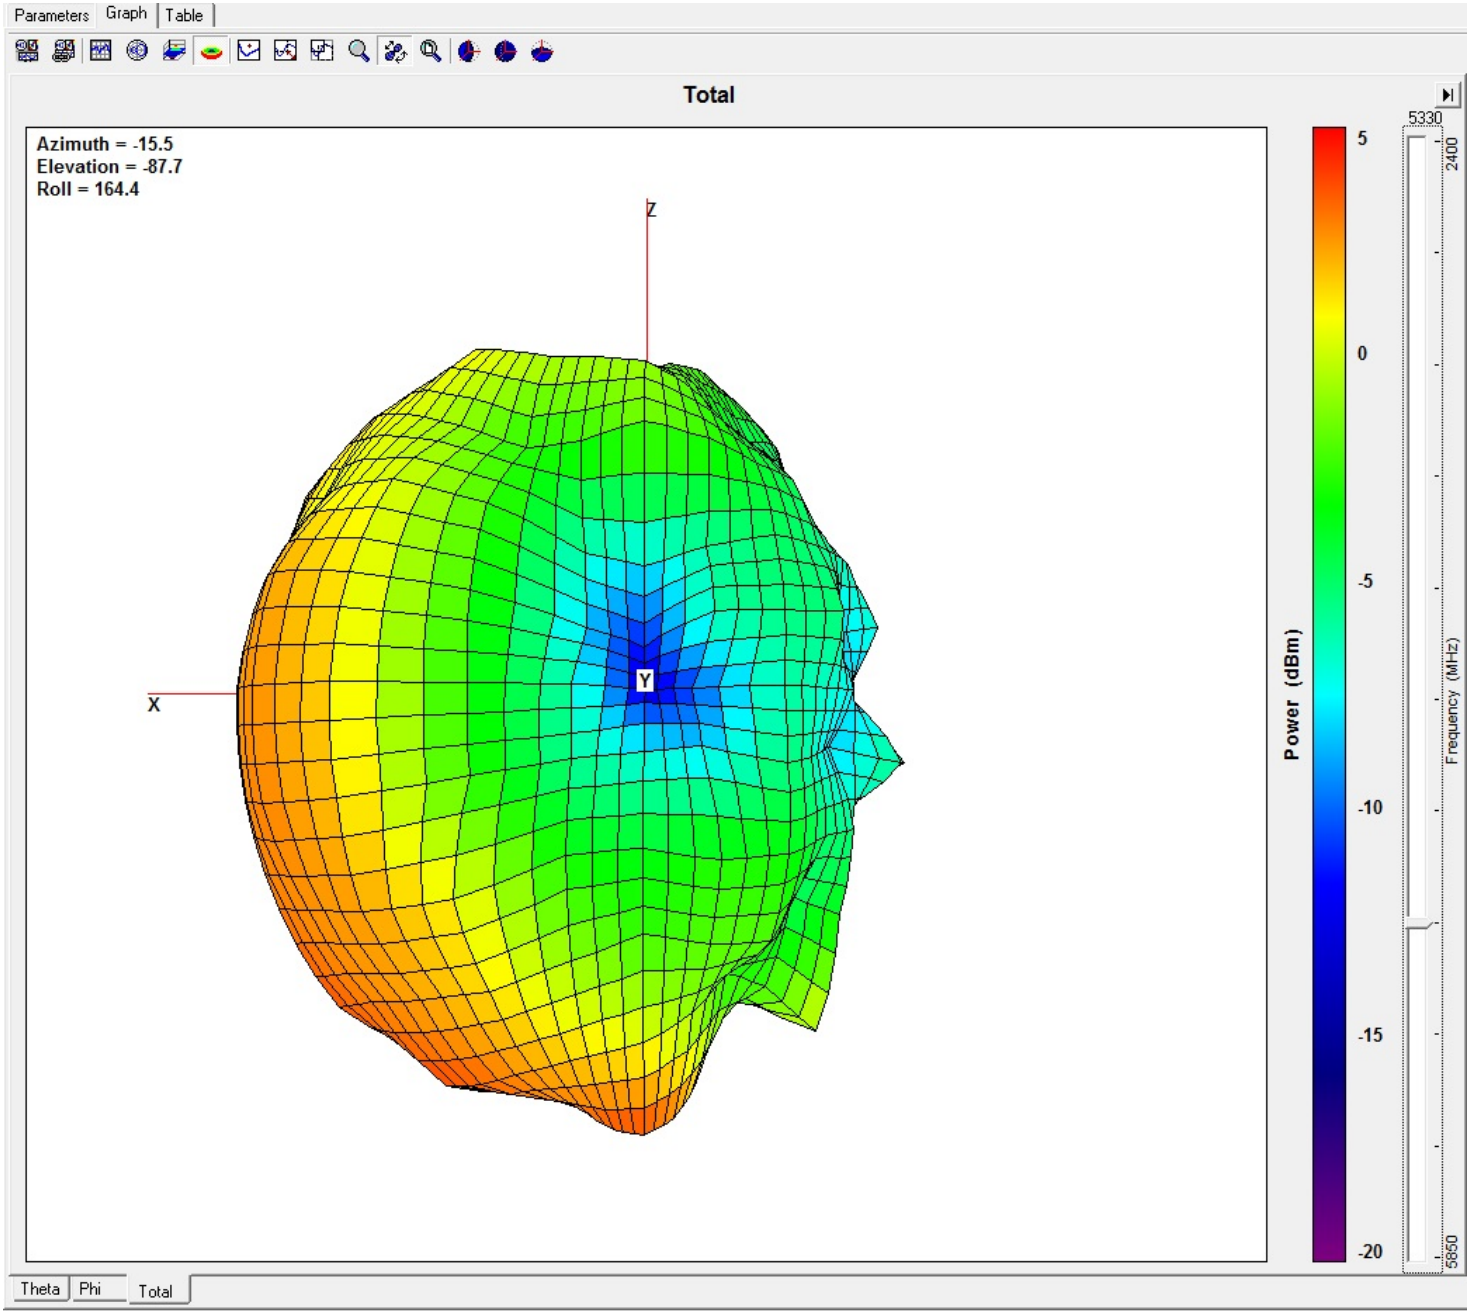 Parameters Graph Table
Total
Azimuth = -15.5
Elevation = -87.7
Roll = 164.4
Z
Y
X
5
0
-5
-10
-15
-20
Power (dBm)
5330
2400
Frequency (MHz)
5850
Theta Phi Total